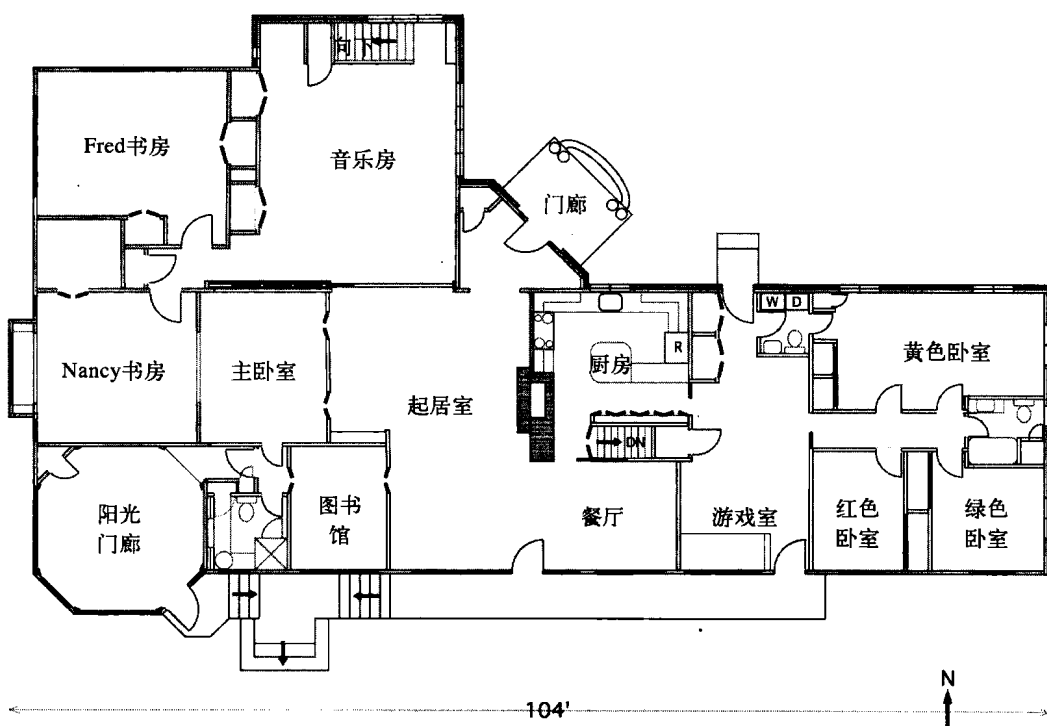 向下
Fred书房
音乐房
门廊
W
D
Nancy书房
主卧室
厨房
R
黄色卧室
起居室
DN
阳光
门廊
图书
馆
餐厅
游戏室
红色
卧室
绿色
卧室
N
104'